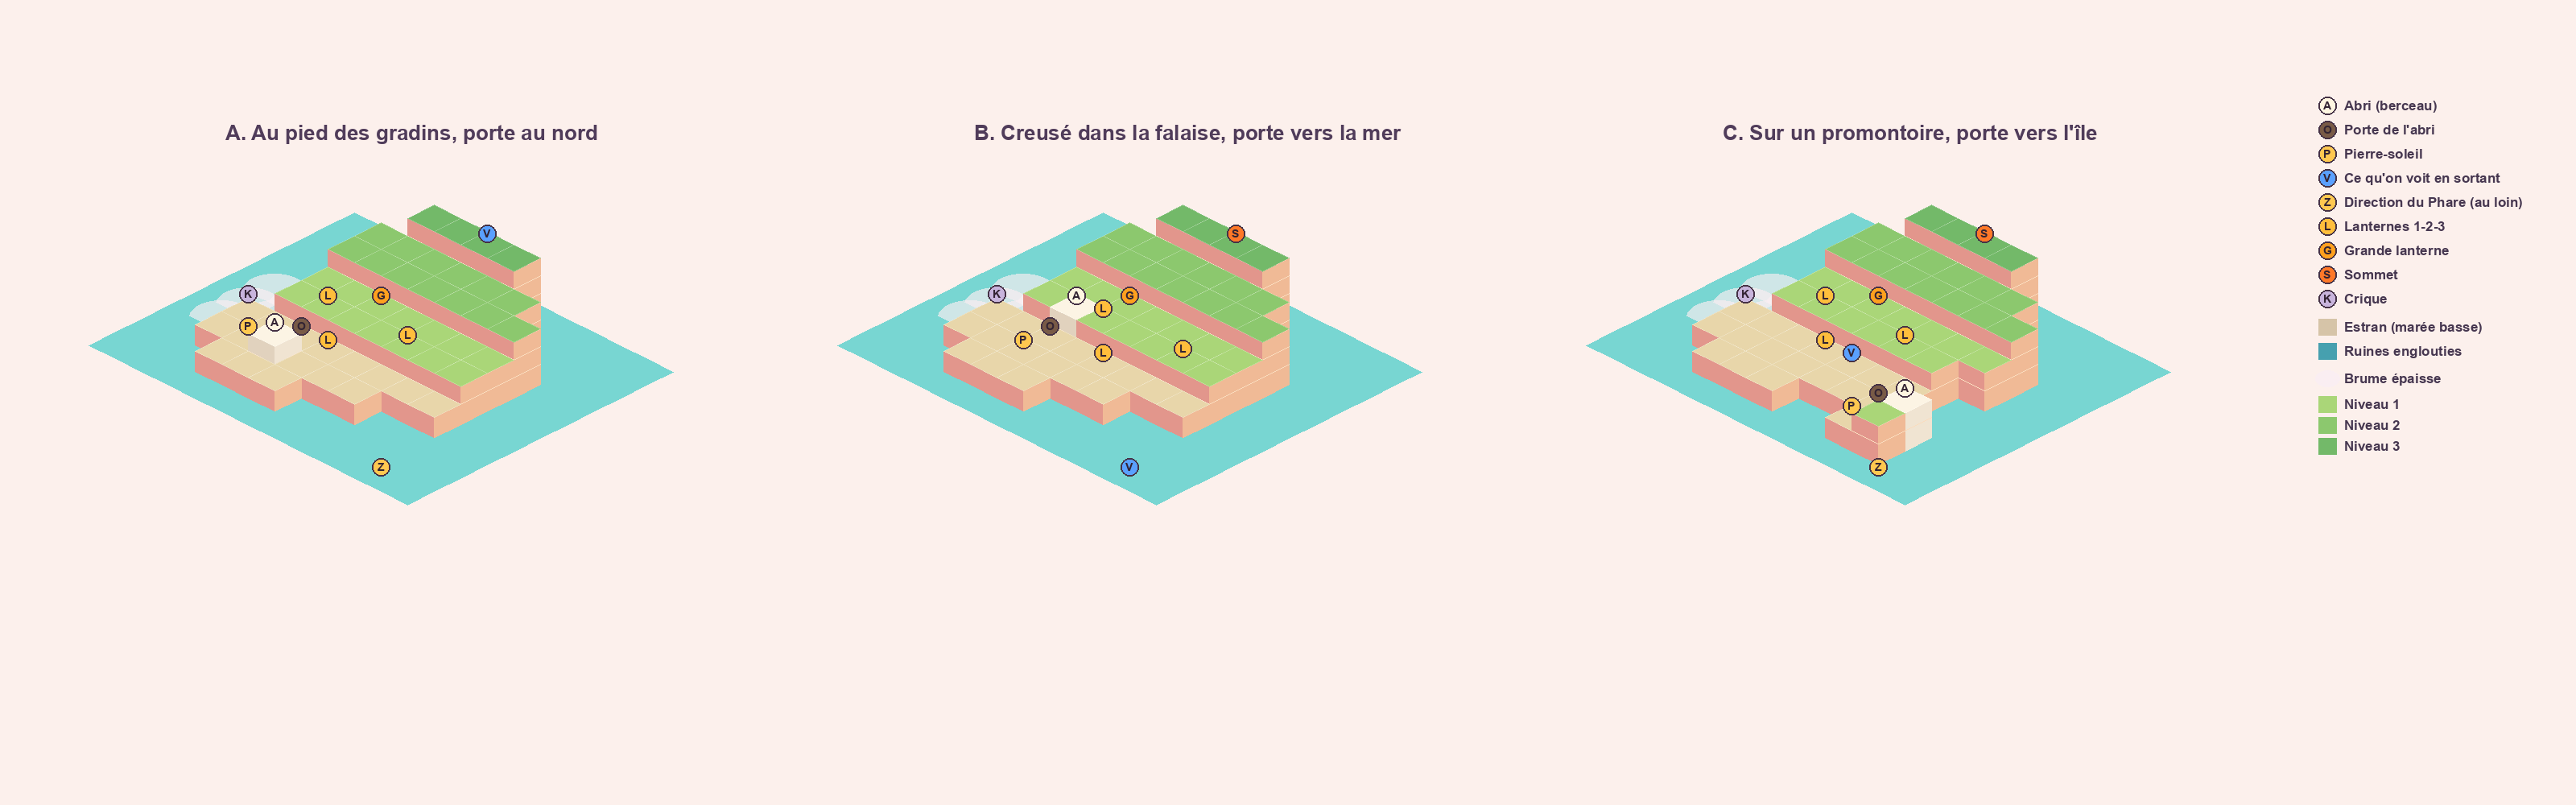 A. Au pied des gradins, porte au nord
V
K
L
G
P
A
O
L
L
Z
B. Creusé dans la falaise, porte vers la mer
S
K
A
G
L
O
P
L
L
V
C. Sur un promontoire, porte vers l'île
S
K
L
G
L
L
V
A
O
P
Z
A Abri (berceau)
O Porte de l'abri
P Pierre-soleil
V Ce qu'on voit en sortant
Z Direction du Phare (au loin)
L Lanternes 1-2-3
G Grande lanterne
S Sommet
K Crique
Estran (marée basse)
Ruines englouties
Brume épaisse
Niveau 1
Niveau 2
Niveau 3